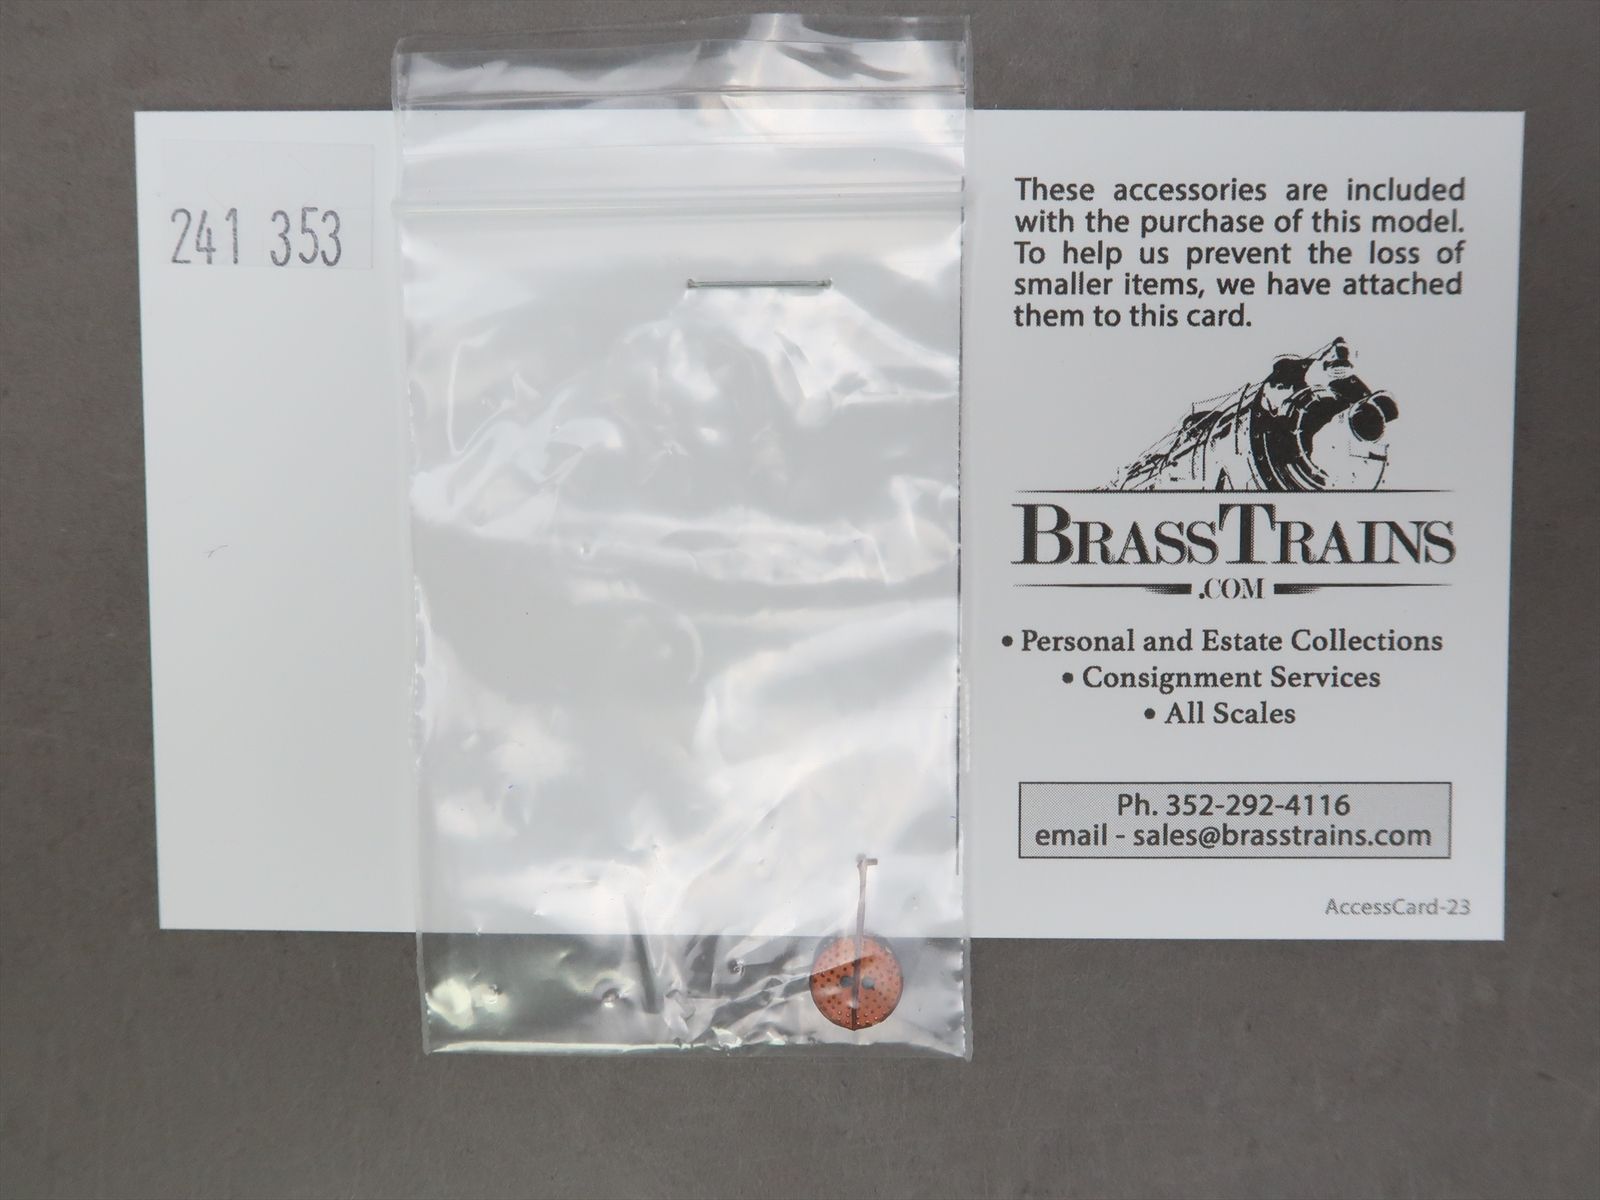 241 353
These accessories are included
with the purchase of this model.
To help us prevent the loss of
smaller items, we have attached
them to this card.
BRASSTRAINS
.COM
• Personal and Estate Collections
• Consignment Services
• All Scales
Ph. 352-292-4116
email - sales@brasstrains.com
AccessCard-23